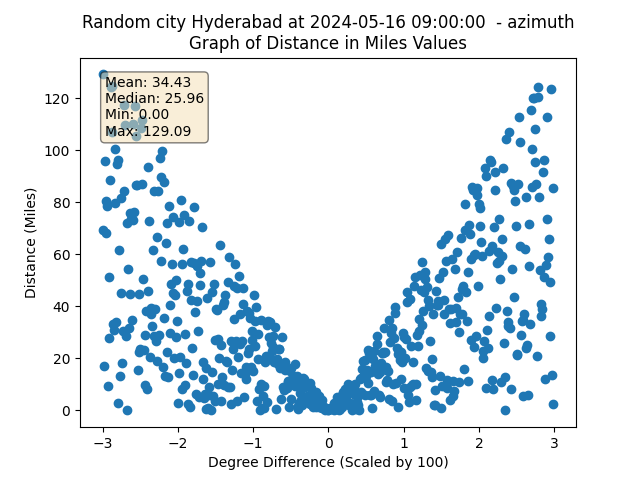 Random city Hyderabad at 2024-05-16 09:00:00  - azimuth
Graph of Distance in Miles Values
Mean: 34.43
Median: 25.96
Min: 0.00
Max: 129.09
Distance (Miles)
120
100
80
60
40
20
0
−3 −2 −1 0 1 2 3
Degree Difference (Scaled by 100)